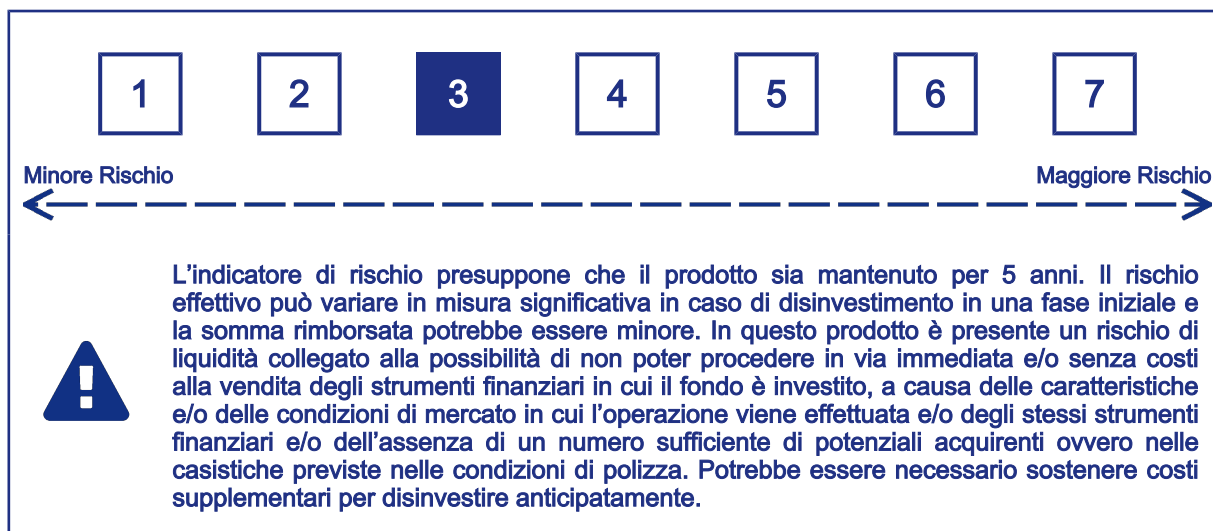 1 2 3 4 5 6 7
Minore Rischio Maggiore Rischio
L'indicatore di rischio presuppone che il prodotto sia mantenuto per 5 anni. Il rischio
effettivo può variare in misura significativa in caso di disinvestimento in una fase iniziale e
la somma rimborsata potrebbe essere minore. In questo prodotto è presente un rischio di
liquidità collegato alla possibilità di non poter procedere in via immediata e/o senza costi
alla vendita degli strumenti finanziari in cui il fondo è investito, a causa delle caratteristiche
e/o delle condizioni di mercato in cui l'operazione viene effettuata e/o degli stessi strumenti
finanziari e/o dell'assenza di un numero sufficiente di potenziali acquirenti ovvero nelle
casistiche previste nelle condizioni di polizza. Potrebbe essere necessario sostenere costi
supplementari per disinvestire anticipatamente.